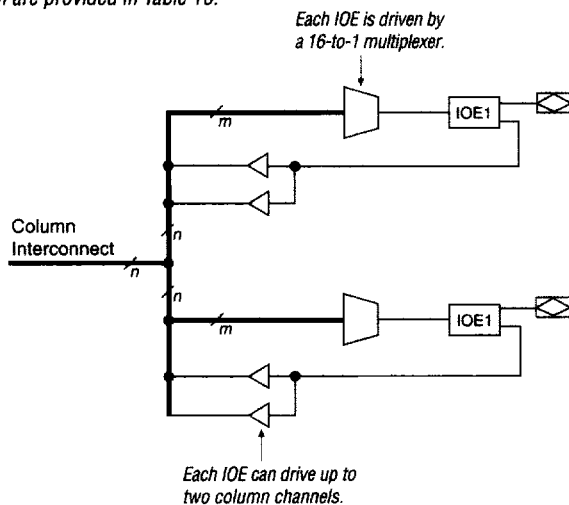 are provided in Table 10.
Each IOE is driven by
a 16-to-1 multiplexer.
m
IOE1
Column
Interconnect
n
n
n
m
IOE1
Each IOE can drive up to
two column channels.